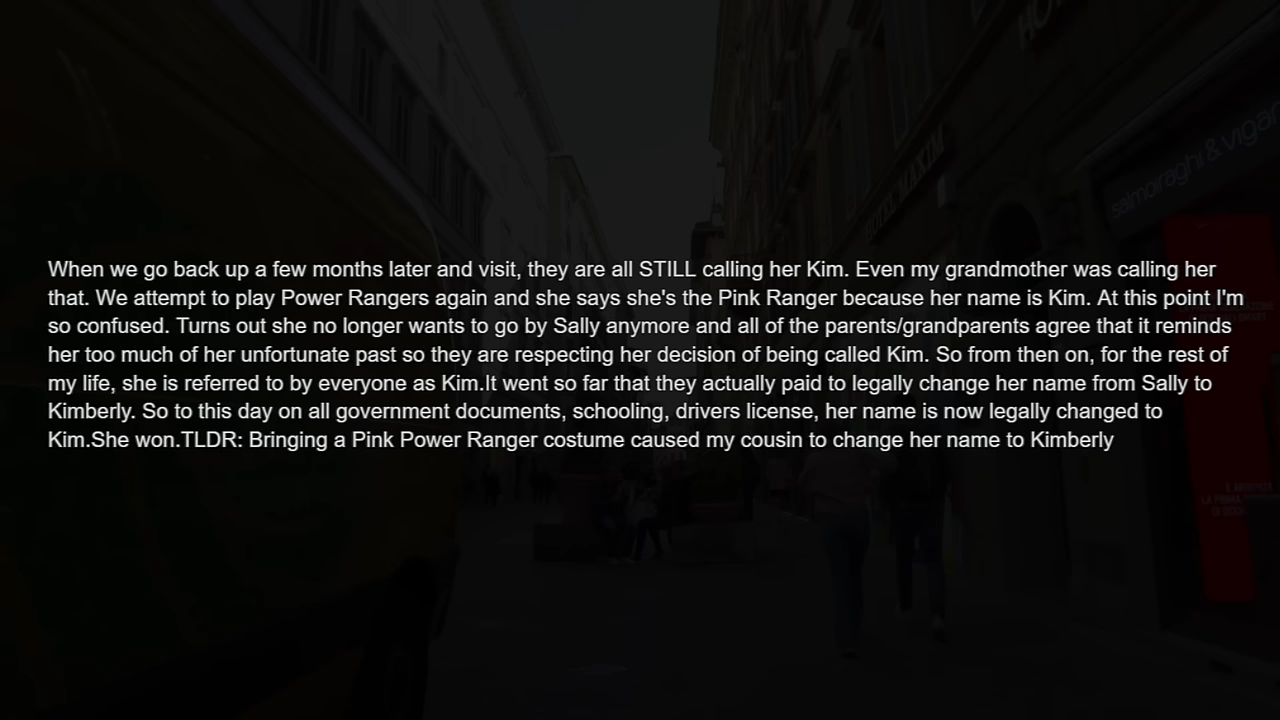 When we go back up a few months later and visit, they are all STILL calling her Kim. Even my grandmother was calling her
that. We attempt to play Power Rangers again and she says she's the Pink Ranger because her name is Kim. At this point I'm
so confused. Turns out she no longer wants to go by Sally anymore and all of the parents/grandparents agree that it reminds
her too much of her unfortunate past so they are respecting her decision of being called Kim. So from then on, for the rest of
my life, she is referred to by everyone as Kim.It went so far that they actually paid to legally change her name from Sally to
Kimberly. So to this day on all government documents, schooling, drivers license, her name is now legally changed to
Kim.She won.TLDR: Bringing a Pink Power Ranger costume caused my cousin to change her name to Kimberly
HOTEL MAXIM
salmoiraghi & viganò